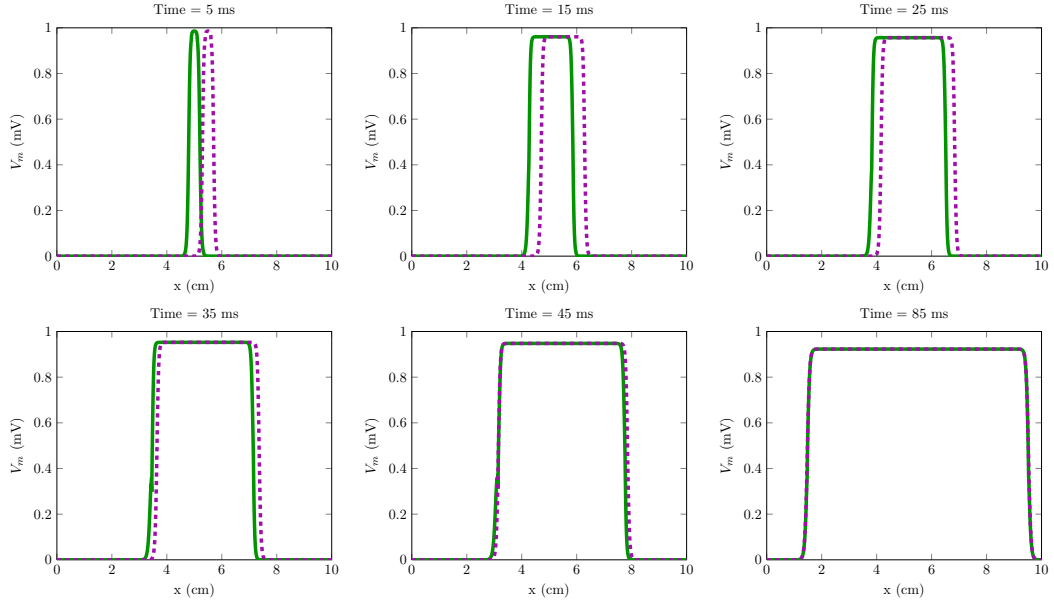 Time = 5 ms
1
0.8
0.6
0.4
0.2
0
V_m (mV)
0 2 4 6 8 10
x (cm)
Time = 15 ms
1
0.8
0.6
0.4
0.2
0
V_m (mV)
0 2 4 6 8 10
x (cm)
Time = 25 ms
1
0.8
0.6
0.4
0.2
0
V_m (mV)
0 2 4 6 8 10
x (cm)
Time = 35 ms
1
0.8
0.6
0.4
0.2
0
V_m (mV)
0 2 4 6 8 10
x (cm)
Time = 45 ms
1
0.8
0.6
0.4
0.2
0
V_m (mV)
0 2 4 6 8 10
x (cm)
Time = 85 ms
1
0.8
0.6
0.4
0.2
0
V_m (mV)
0 2 4 6 8 10
x (cm)